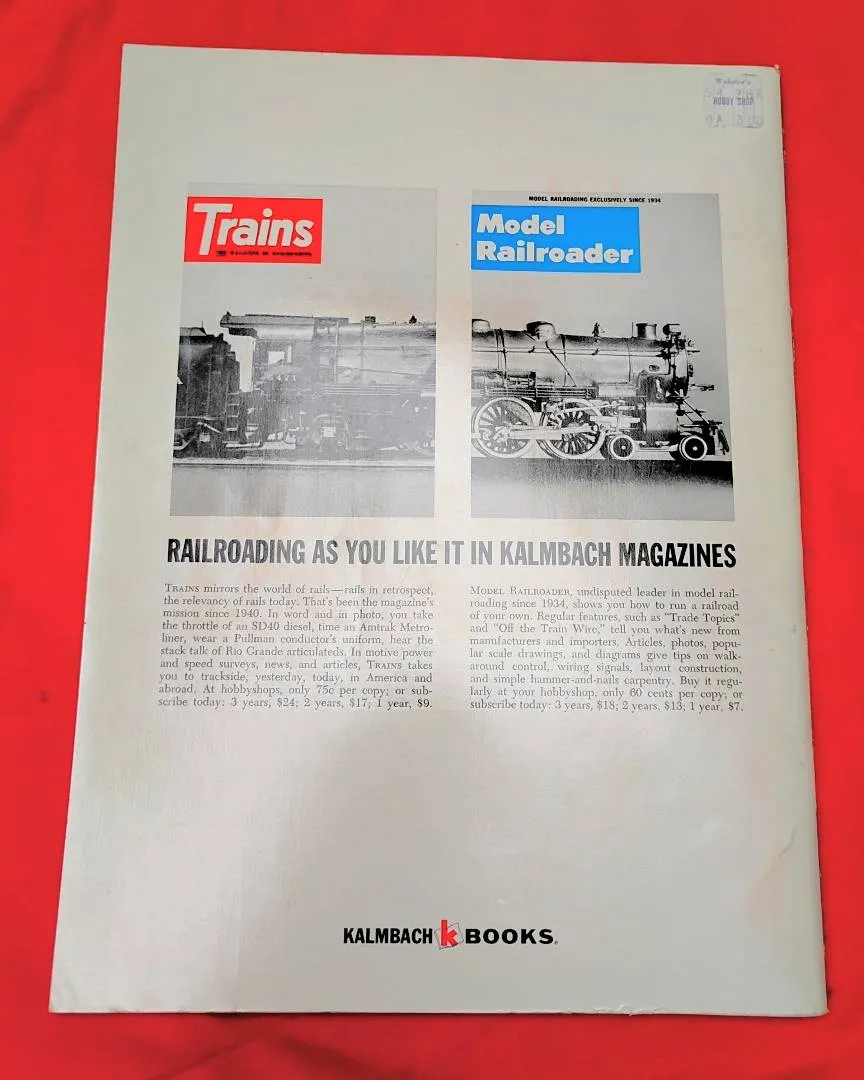 Webster's
HOBBY SHOP
Trains
MODEL RAILROADING EXCLUSIVELY SINCE 1934
Model
Railroader
RAILROADING AS YOU LIKE IT IN KALMBACH MAGAZINES
TRAINS mirrors the world of rails—rails in retrospect,
the relevancy of rails today. That's been the magazine's
mission since 1940. In word and in photo, you take
the throttle of an SD40 diesel, time an Amtrak Metro-
liner, wear a Pullman conductor's uniform, hear the
stack talk of Rio Grande articulateds. In motive power
and speed surveys, news, and articles, TRAINS takes
you to trackside, yesterday, today, in America and
abroad. At hobbyshops, only 75c per copy; or sub-
scribe today: 3 years, $24; 2 years, $17; 1 year, $9.
MODEL RAILROADER, undisputed leader in model rail-
roading since 1934, shows you how to run a railroad
of your own. Regular features, such as "Trade Topics"
and "Off the Train Wire," tell you what's new from
manufacturers and importers. Articles, photos, popu-
lar scale drawings, and diagrams give tips on walk-
around control, wiring signals, layout construction,
and simple hammer-and-nails carpentry. Buy it regu-
larly at your hobbyshop, only 60 cents per copy; or
subscribe today: 3 years, $18; 2 years, $13; 1 year, $7.
KALMBACH k BOOKS